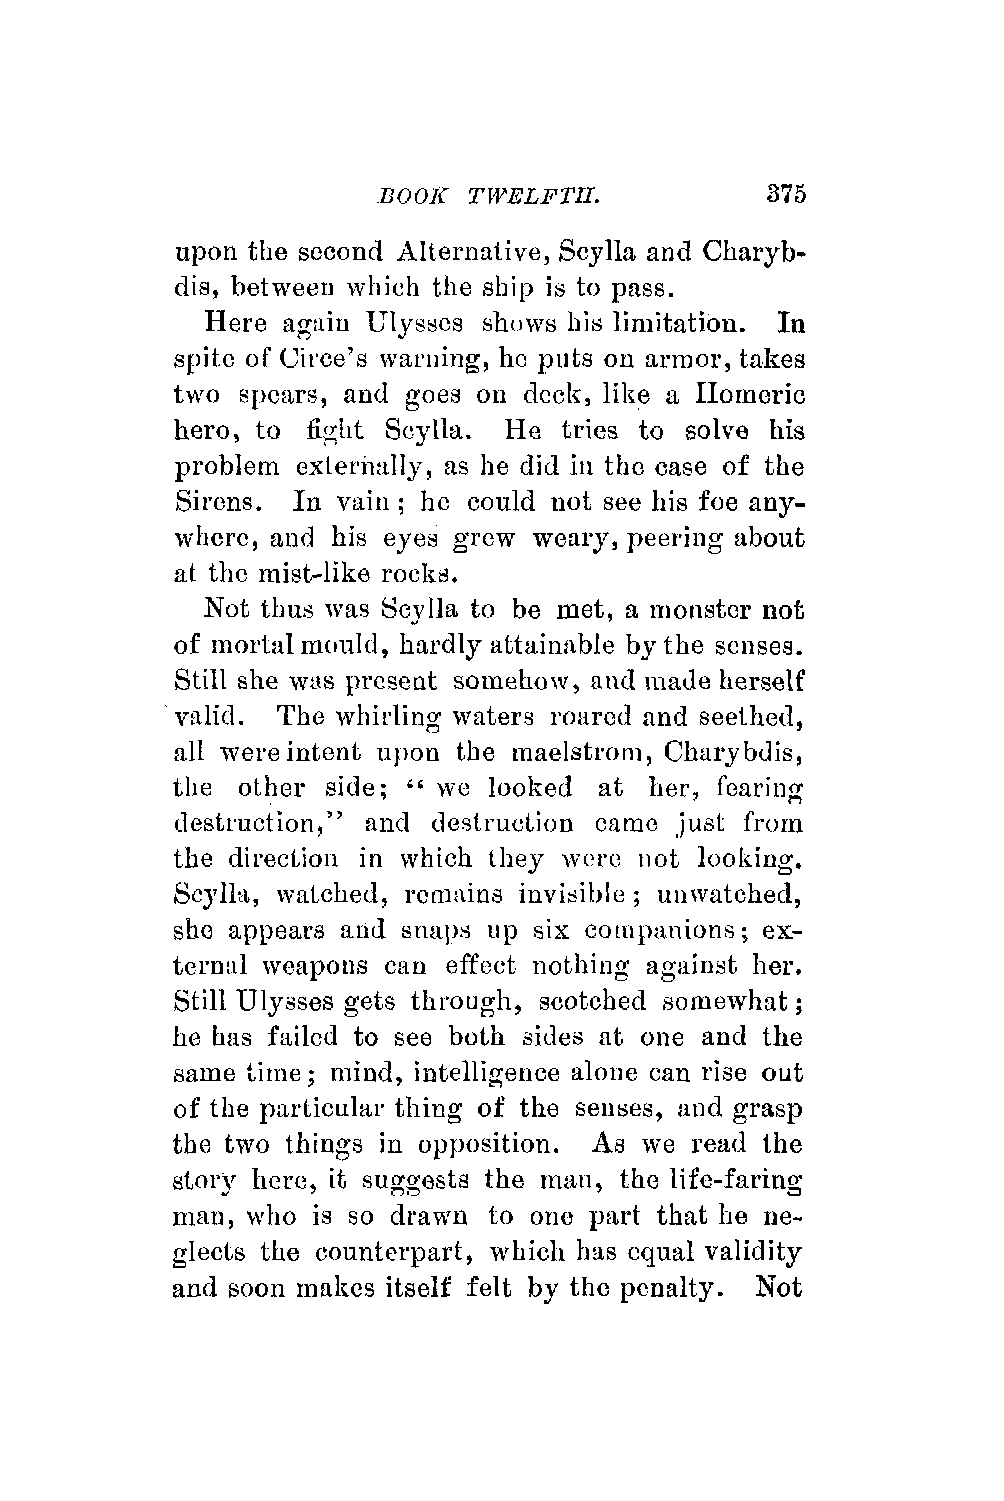 BOOK TWELFTH. 375
upon the second Alternative, Scylla and Charyb-
dis, between which the ship is to pass.
Here again Ulysses shows his limitation. In
spite of Circe's warning, he puts on armor, takes
two spears, and goes on deck, like a Homeric
hero, to fight Scylla. He tries to solve his
problem externally, as he did in the case of the
Sirens. In vain; he could not see his foe any-
where, and his eyes grew weary, peering about
at the mist-like rocks.
Not thus was Scylla to be met, a monster not
of mortal mould, hardly attainable by the senses.
Still she was present somehow, and made herself
valid. The whirling waters roared and seethed,
all were intent upon the maelstrom, Charybdis,
the other side; " we looked at her, fearing
destruction," and destruction came just from
the direction in which they were not looking.
Scylla, watched, remains invisible; unwatched,
she appears and snaps up six companions; ex-
ternal weapons can effect nothing against her.
Still Ulysses gets through, scotched somewhat;
he has failed to see both sides at one and the
same time; mind, intelligence alone can rise out
of the particular thing of the senses, and grasp
the two things in opposition. As we read the
story here, it suggests the man, the life-faring
man, who is so drawn to one part that he ne-
glects the counterpart, which has equal validity
and soon makes itself felt by the penalty. Not